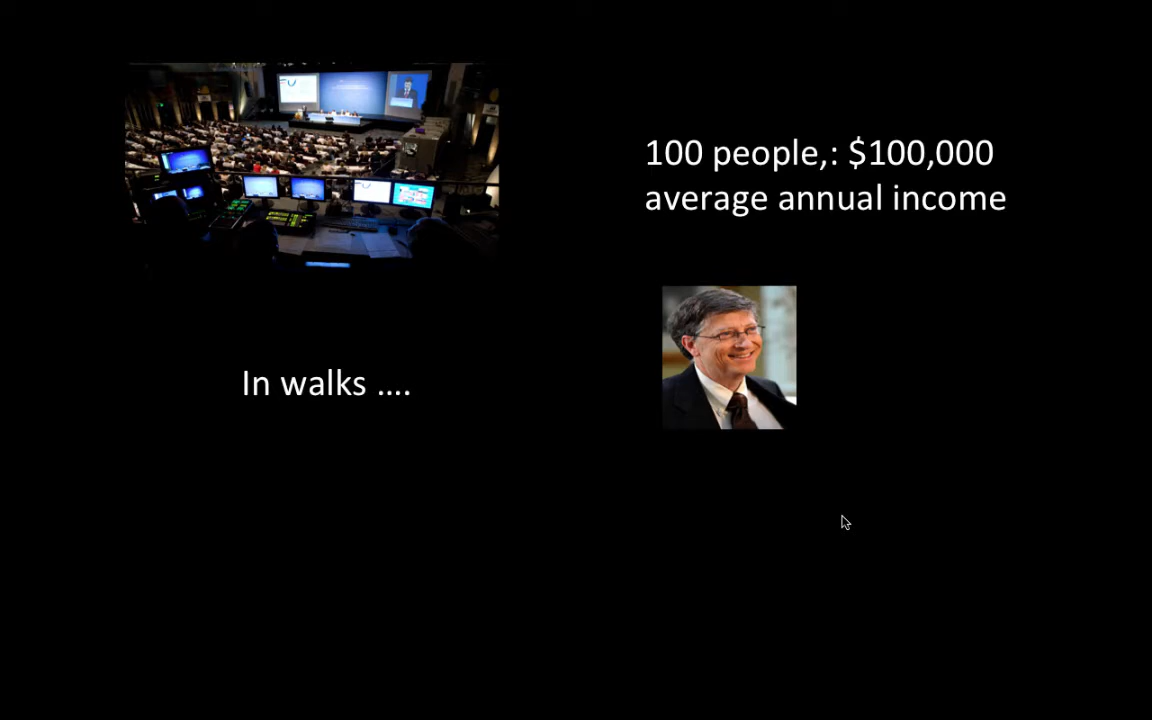 100 people,: $100,000
average annual income
In walks ....